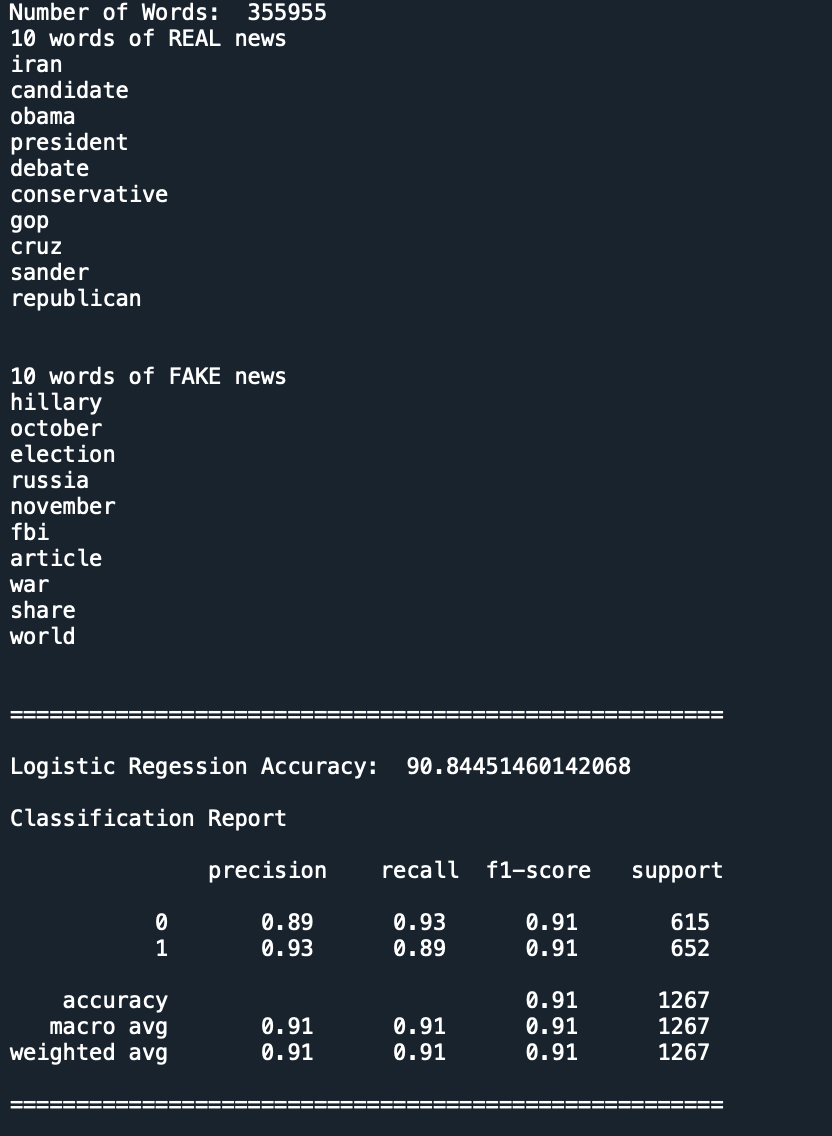 Number of Words:  355955
10 words of REAL news
iran
candidate
obama
president
debate
conservative
gop
cruz
sander
republican
10 words of FAKE news
hillary
october
election
russia
november
fbi
article
war
share
world
======================================================
Logistic Regession Accuracy:  90.84451460142068
Classification Report
precision    recall  f1-score   support
0       0.89      0.93      0.91       615
1       0.93      0.89      0.91       652
accuracy                           0.91      1267
macro avg       0.91      0.91      0.91      1267
weighted avg       0.91      0.91      0.91      1267
======================================================